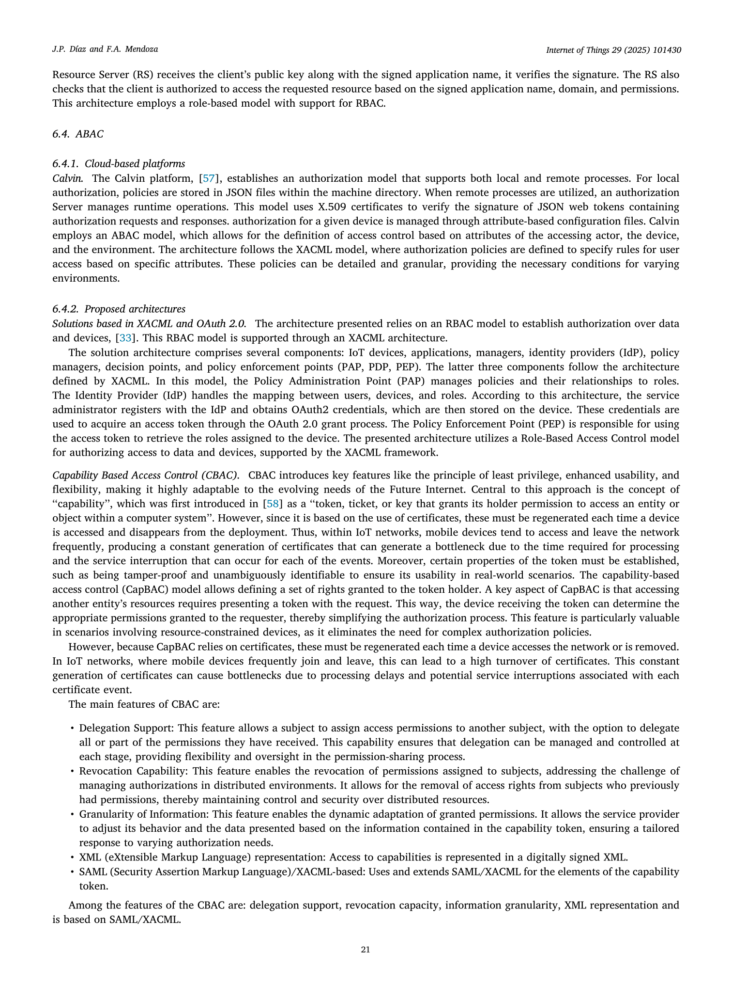 J.P. Díaz and F.A. Mendoza
Internet of Things 29 (2025) 101430
Resource Server (RS) receives the client's public key along with the signed application name, it verifies the signature. The RS also
checks that the client is authorized to access the requested resource based on the signed application name, domain, and permissions.
This architecture employs a role-based model with support for RBAC.
6.4. ABAC
6.4.1. Cloud-based platforms
Calvin. The Calvin platform, [57], establishes an authorization model that supports both local and remote processes. For local
authorization, policies are stored in JSON files within the machine directory. When remote processes are utilized, an authorization
Server manages runtime operations. This model uses X.509 certificates to verify the signature of JSON web tokens containing
authorization requests and responses. authorization for a given device is managed through attribute-based configuration files. Calvin
employs an ABAC model, which allows for the definition of access control based on attributes of the accessing actor, the device,
and the environment. The architecture follows the XACML model, where authorization policies are defined to specify rules for user
access based on specific attributes. These policies can be detailed and granular, providing the necessary conditions for varying
environments.
6.4.2. Proposed architectures
Solutions based in XACML and OAuth 2.0. The architecture presented relies on an RBAC model to establish authorization over data
and devices, [33]. This RBAC model is supported through an XACML architecture.
The solution architecture comprises several components: IoT devices, applications, managers, identity providers (IdP), policy
managers, decision points, and policy enforcement points (PAP, PDP, PEP). The latter three components follow the architecture
defined by XACML. In this model, the Policy Administration Point (PAP) manages policies and their relationships to roles.
The Identity Provider (IdP) handles the mapping between users, devices, and roles. According to this architecture, the service
administrator registers with the IdP and obtains OAuth2 credentials, which are then stored on the device. These credentials are
used to acquire an access token through the OAuth 2.0 grant process. The Policy Enforcement Point (PEP) is responsible for using
the access token to retrieve the roles assigned to the device. The presented architecture utilizes a Role-Based Access Control model
for authorizing access to data and devices, supported by the XACML framework.
Capability Based Access Control (CBAC). CBAC introduces key features like the principle of least privilege, enhanced usability, and
flexibility, making it highly adaptable to the evolving needs of the Future Internet. Central to this approach is the concept of
‘‘capability’’, which was first introduced in [58] as a ‘‘token, ticket, or key that grants its holder permission to access an entity or
object within a computer system’’. However, since it is based on the use of certificates, these must be regenerated each time a device
is accessed and disappears from the deployment. Thus, within IoT networks, mobile devices tend to access and leave the network
frequently, producing a constant generation of certificates that can generate a bottleneck due to the time required for processing
and the service interruption that can occur for each of the events. Moreover, certain properties of the token must be established,
such as being tamper-proof and unambiguously identifiable to ensure its usability in real-world scenarios. The capability-based
access control (CapBAC) model allows defining a set of rights granted to the token holder. A key aspect of CapBAC is that accessing
another entity's resources requires presenting a token with the request. This way, the device receiving the token can determine the
appropriate permissions granted to the requester, thereby simplifying the authorization process. This feature is particularly valuable
in scenarios involving resource-constrained devices, as it eliminates the need for complex authorization policies.
However, because CapBAC relies on certificates, these must be regenerated each time a device accesses the network or is removed.
In IoT networks, where mobile devices frequently join and leave, this can lead to a high turnover of certificates. This constant
generation of certificates can cause bottlenecks due to processing delays and potential service interruptions associated with each
certificate event.
The main features of CBAC are:
• Delegation Support: This feature allows a subject to assign access permissions to another subject, with the option to delegate
all or part of the permissions they have received. This capability ensures that delegation can be managed and controlled at
each stage, providing flexibility and oversight in the permission-sharing process.
• Revocation Capability: This feature enables the revocation of permissions assigned to subjects, addressing the challenge of
managing authorizations in distributed environments. It allows for the removal of access rights from subjects who previously
had permissions, thereby maintaining control and security over distributed resources.
• Granularity of Information: This feature enables the dynamic adaptation of granted permissions. It allows the service provider
to adjust its behavior and the data presented based on the information contained in the capability token, ensuring a tailored
response to varying authorization needs.
• XML (eXtensible Markup Language) representation: Access to capabilities is represented in a digitally signed XML.
• SAML (Security Assertion Markup Language)/XACML-based: Uses and extends SAML/XACML for the elements of the capability
token.
Among the features of the CBAC are: delegation support, revocation capacity, information granularity, XML representation and
is based on SAML/XACML.
21